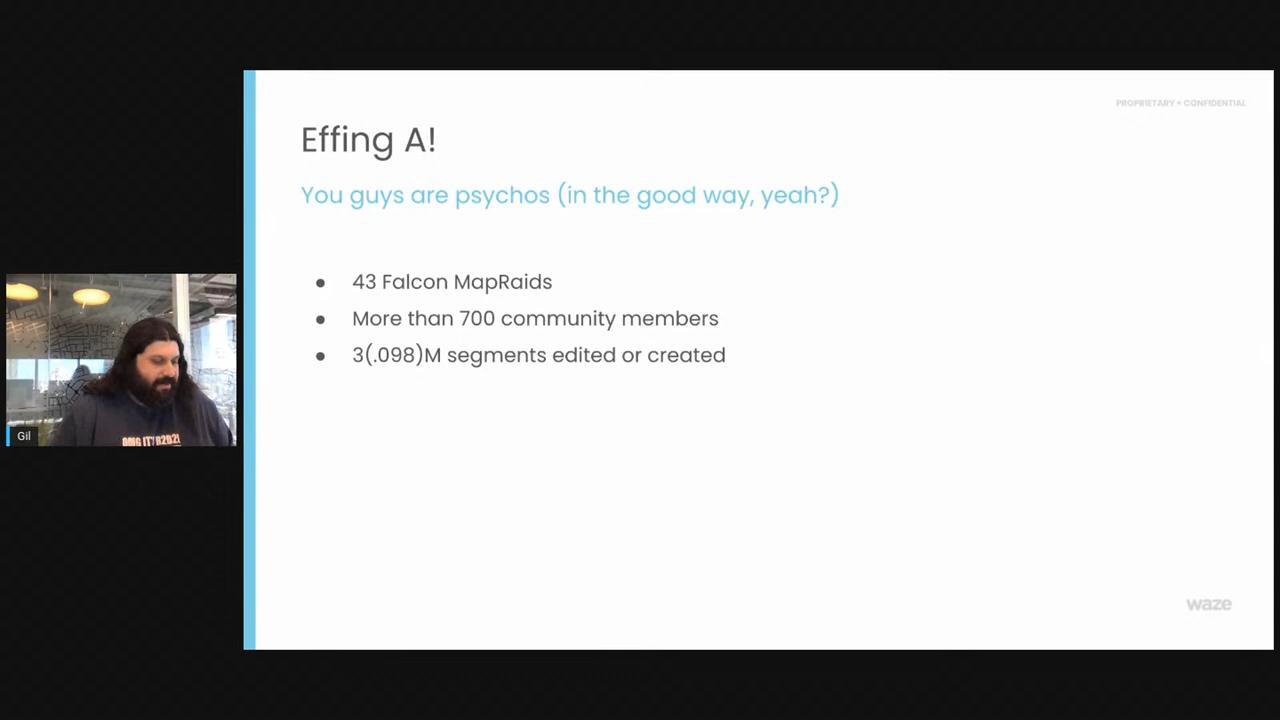 PROPRIETARY + CONFIDENTIAL
Effing A!
You guys are psychos (in the good way, yeah?)
● 43 Falcon MapRaids
● More than 700 community members
● 3(.098)M segments edited or created
Gil
waze